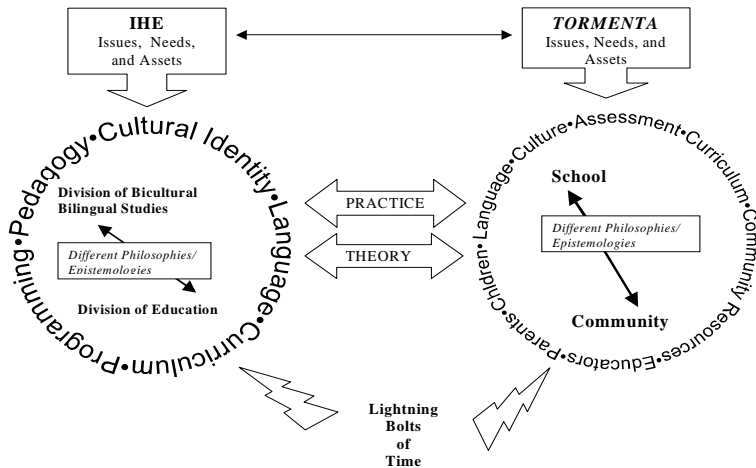 IHE
Issues, Needs,
and Assets
TORMENTA
Issues, Needs, and
Assets
Programming•Pedagogy•Cultural Identity•Language•Curriculum•
Division of Bicultural
Bilingual Studies
Different Philosophies/
Epistemologies
Division of Education
PRACTICE
THEORY
Children•Language•Culture•Assessment•Curriculum•Community Resources•Educators•Parents•
School
Different Philosophies/
Epistemologies
Community
Lightning
Bolts
of
Time